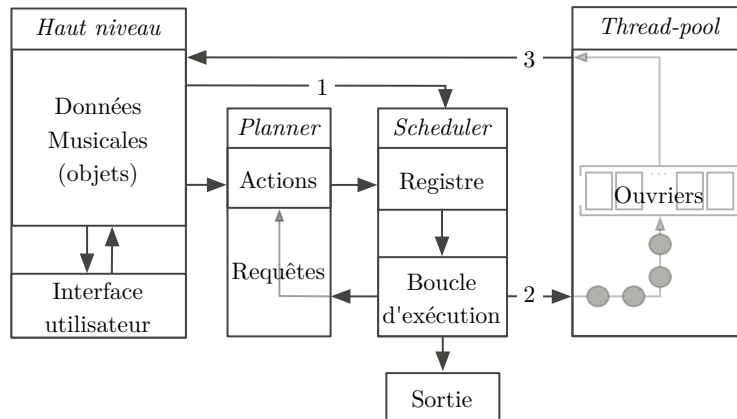 Haut niveau
Thread-pool
3
1
Données
Musicales
(objets)
Planner
Scheduler
Actions
Registre
...
Ouvriers
Requêtes
Boucle
d'exécution
2
Interface
utilisateur
Sortie